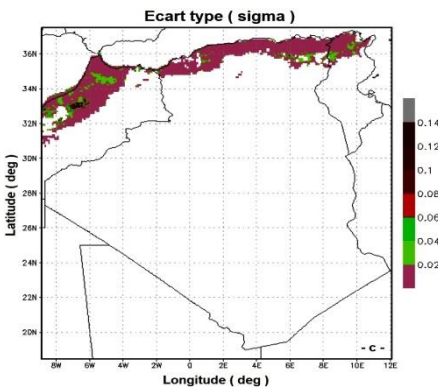 Ecart type ( sigma )
36N
34N
32N
30N
28N
26N
24N
22N
20N
Latitude ( deg )
0.14
0.12
0.1
0.08
0.06
0.04
0.02
- C -
8W 6W 4W 2W 0 2E 4E 6E 8E 10E 12E
Longitude ( deg )